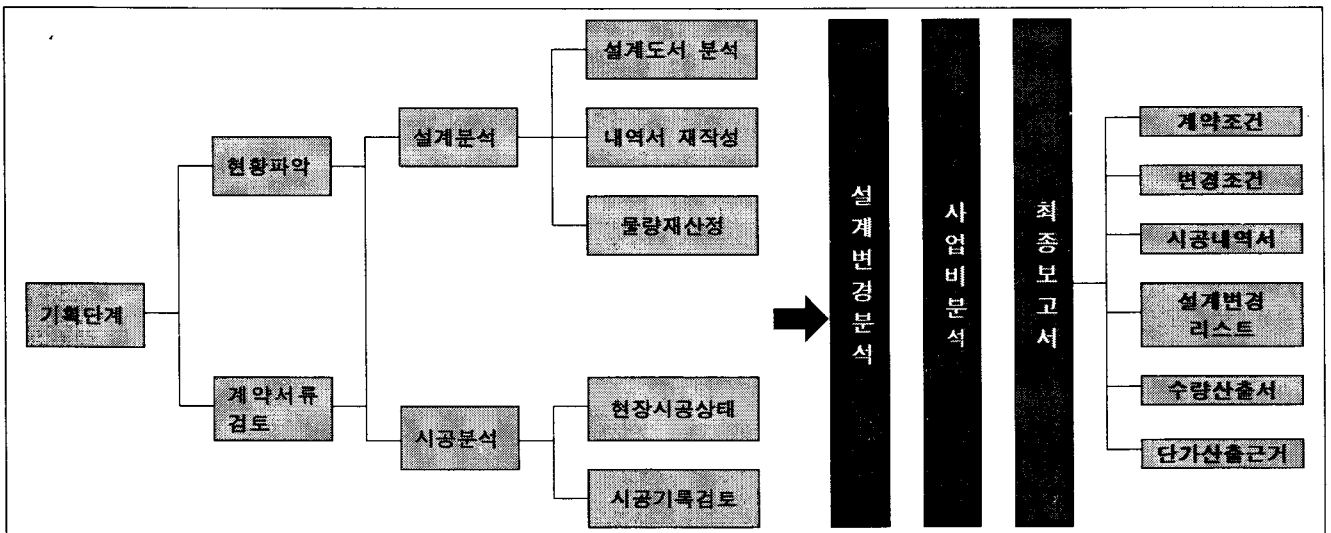 기획단계
현황파악
계약서류
검토
설계분석
시공분석
설계도서 분석
내역서 재작성
물량재산정
현장시공상태
시공기록검토
설계변경분석
사업비분석
최종보고서
계약조건
변경조건
시공내역서
설계변경
리스트
수량산출서
단가산출근거